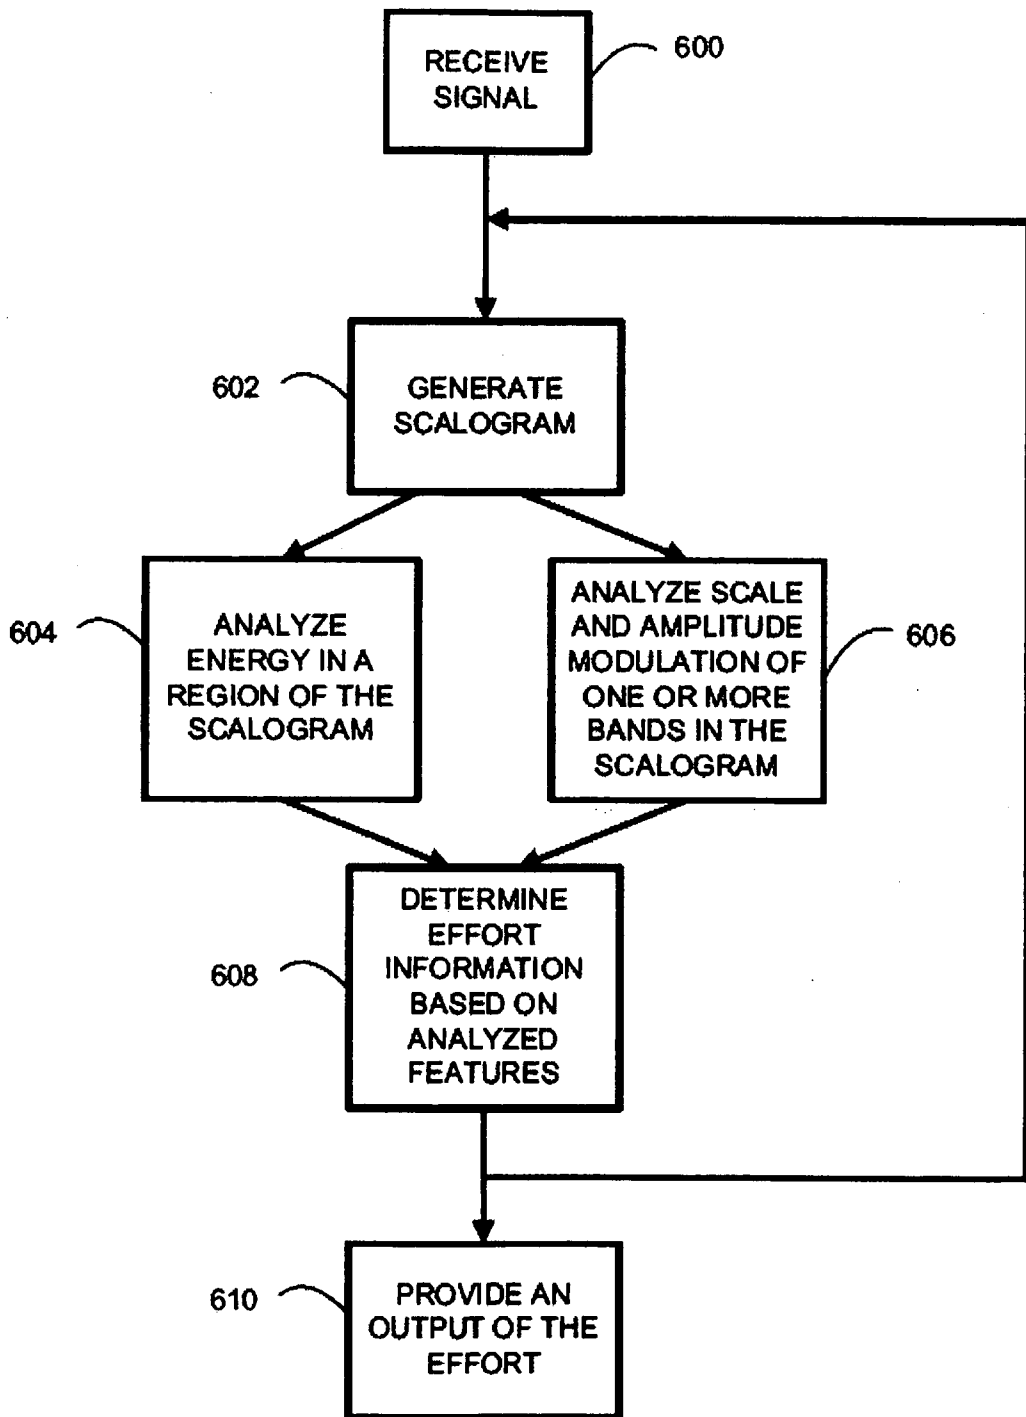 RECEIVE
SIGNAL
600
602
GENERATE
SCALOGRAM
604
ANALYZE
ENERGY IN A
REGION OF THE
SCALOGRAM
ANALYZE SCALE
AND AMPLITUDE
MODULATION OF
ONE OR MORE
BANDS IN THE
SCALOGRAM
606
608
DETERMINE
EFFORT
INFORMATION
BASED ON
ANALYZED
FEATURES
610
PROVIDE AN
OUTPUT OF THE
EFFORT